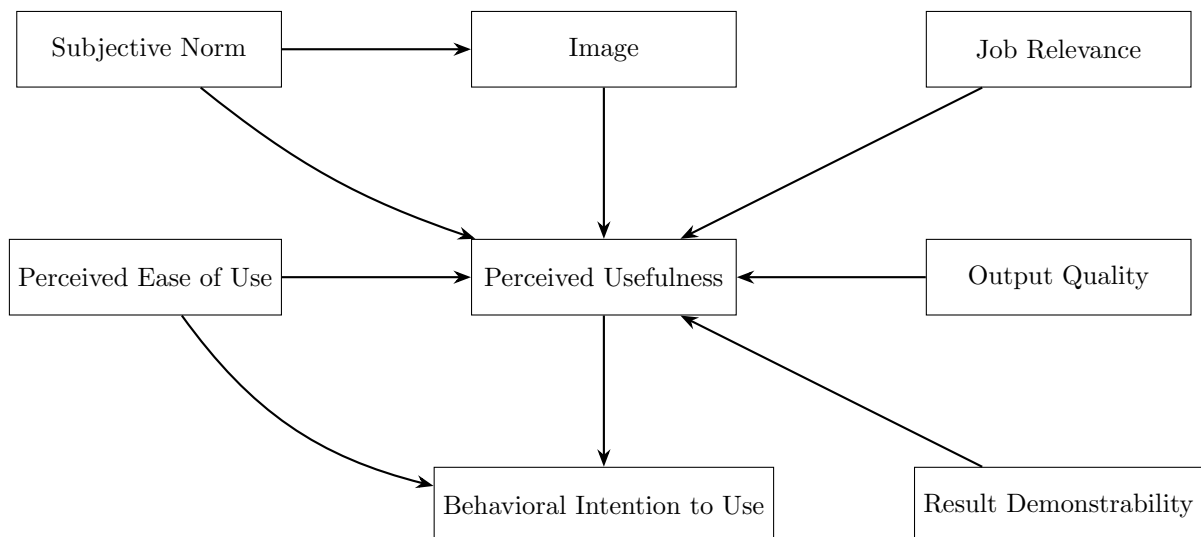 Subjective Norm
Image
Job Relevance
Perceived Ease of Use
Perceived Usefulness
Output Quality
Behavioral Intention to Use
Result Demonstrability